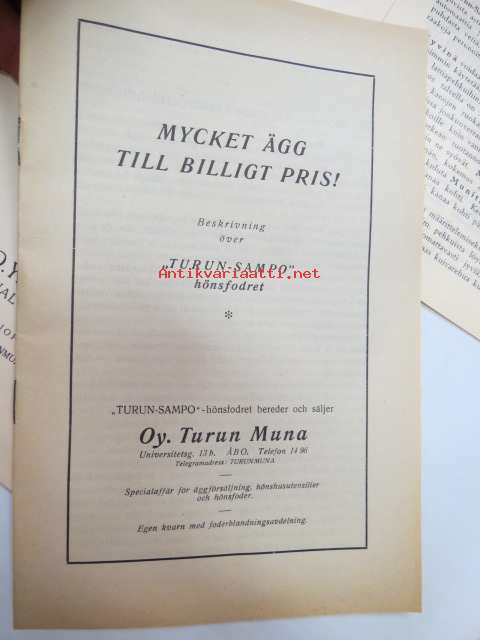 MYCKET ÄGG
TILL BILLIGT PRIS!
Beskrivning
över
„TURUN-SAMPO”
Antikvariaatti.net
hönsfodret
*
„TURUN-SAMPO”-hönsfodret bereder och säljer
Oy. Turun Muna
Universitetsg. 13 b. ÅBO. Telefon 14 96
Telegramadress: TURUNMUNA
Specialaffär för äggförsäljning, hönshusutensilier
och hönsfoder.
Egen kvarn med foderblandningsavdelning.